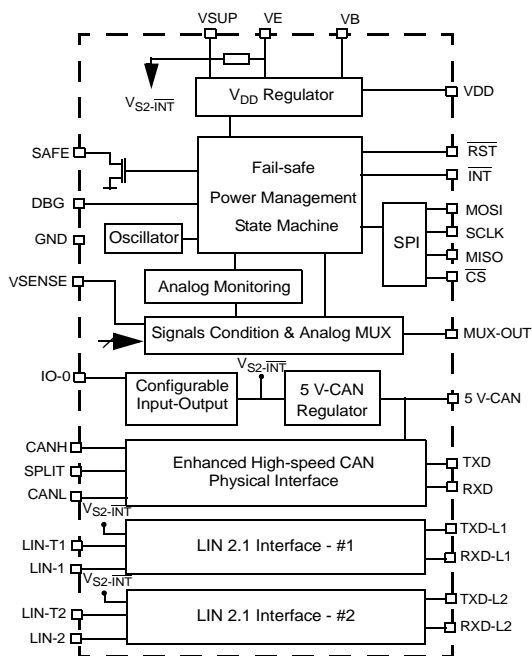 VSUP VE VB
VS2-INT
VDD Regulator
VDD
SAFE
Fail-safe
Power Management
State Machine
RST
INT
DBG
MOSI
SCLK
MISO
CS
SPI
GND
Oscillator
VSENSE
Analog Monitoring
Signals Condition & Analog MUX
MUX-OUT
VS2-INT
IO-0
Configurable
Input-Output
5 V-CAN
Regulator
5 V-CAN
CANH
SPLIT
CANL
Enhanced High-speed CAN
Physical Interface
TXD
RXD
VS2-INT
LIN-T1
LIN-1
LIN 2.1 Interface - #1
TXD-L1
RXD-L1
VS2-INT
LIN-T2
LIN-2
LIN 2.1 Interface - #2
TXD-L2
RXD-L2